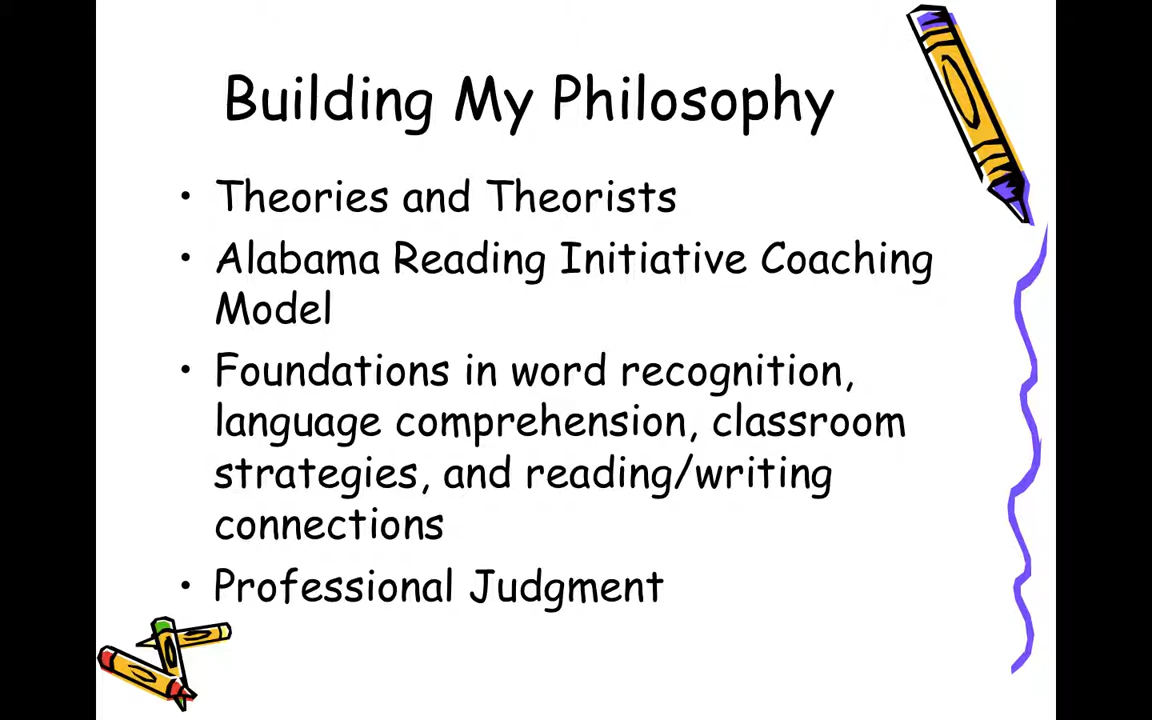 Building My Philosophy
• Theories and Theorists
• Alabama Reading Initiative Coaching
Model
• Foundations in word recognition,
language comprehension, classroom
strategies, and reading/writing
connections
• Professional Judgment